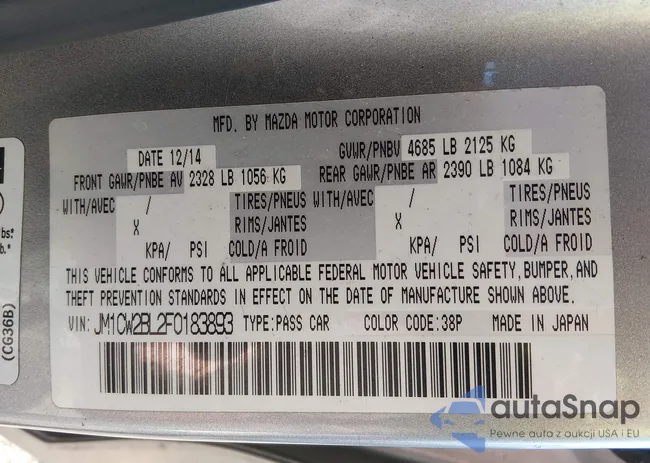 MFD. BY MAZDA MOTOR CORPORATION
DATE 12/14
GVWR/PNBV 4685 LB 2125 KG
FRONT GAWR/PNBE AV 2328 LB 1056 KG
REAR GAWR/PNBE AR 2390 LB 1084 KG
WITH/AVEC / TIRES/PNEUS WITH/AVEC / TIRES/PNEUS
X RIMS/JANTES X RIMS/JANTES
KPA/ PSI COLD/A FROID KPA/ PSI COLD/A FROID
THIS VEHICLE CONFORMS TO ALL APPLICABLE FEDERAL MOTOR VEHICLE SAFETY, BUMPER, AND
THEFT PREVENTION STANDARDS IN EFFECT ON THE DATE OF MANUFACTURE SHOWN ABOVE.
VIN: JM1CW2BL2F0183893 TYPE: PASS CAR COLOR CODE: 38P MADE IN JAPAN
(CG36B)
lbs.
b.*
autaSnap
Pewne auta z aukcji USA i EU